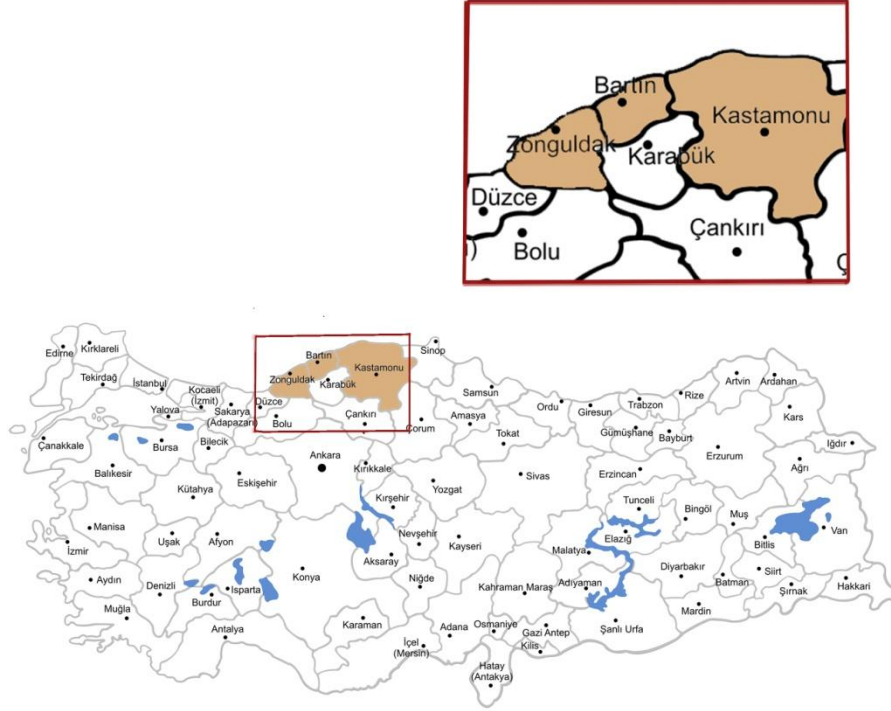 Bartın
Kastamonu
Zonguldak
Karabük
Düzce
Çankırı
Bolu
Sinop
Edirne
Kırklareli
Bartın
Kastamonu
Zonguldak
Karabük
Tekirdağ
İstanbul
Kocaeli
(İzmit)
Samsun
Artvin
Ardahan
Yalova
Sakarya
(Adapazarı)
Düzce
Bolu
Çankırı
Çorum
Amasya
Ordu
Giresun
Trabzon
Rize
Kars
Çanakkale
Bursa
Bilecik
Tokat
Gümüşhane
Bayburt
Iğdır
Balıkesir
Eskişehir
Ankara
Kırıkkale
Sivas
Erzincan
Erzurum
Ağrı
Kütahya
Kırşehir
Yozgat
Tunceli
Manisa
Uşak
Afyon
Nevşehir
Kayseri
Elazığ
Bingöl
Muş
Van
İzmir
Aksaray
Malatya
Bitlis
Aydın
Denizli
Burdur
Isparta
Konya
Niğde
Kahraman Maraş
Adıyaman
Diyarbakır
Batman
Siirt
Şırnak
Hakkari
Muğla
Antalya
Karaman
İçel
(Mersin)
Adana
Osmaniye
Gazi Antep
Kilis
Şanlı Urfa
Mardin
Hatay
(Antakya)